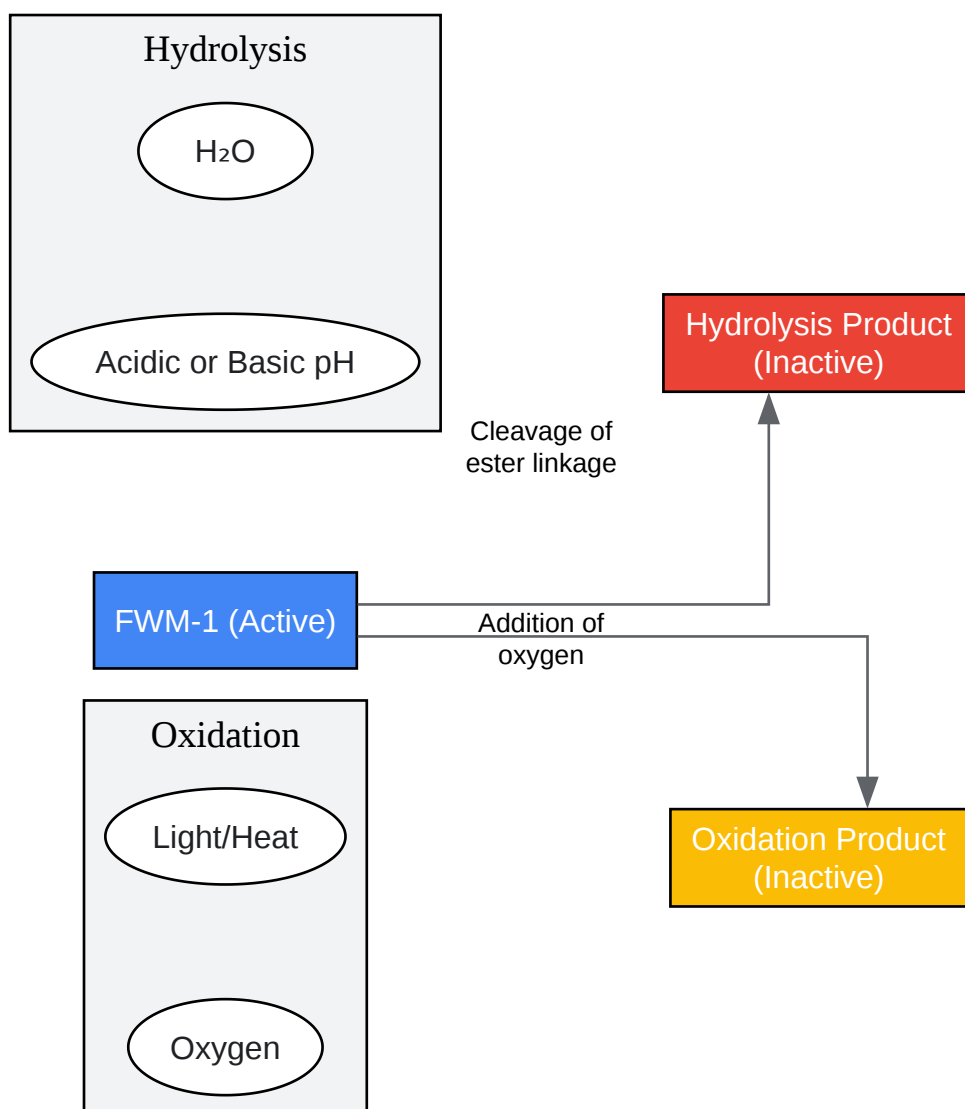 Hydrolysis
H₂O
Acidic or Basic pH
Hydrolysis Product
(Inactive)
Cleavage of
ester linkage
FWM-1 (Active)
Addition of
oxygen
Oxidation
Light/Heat
Oxidation Product
(Inactive)
Oxygen